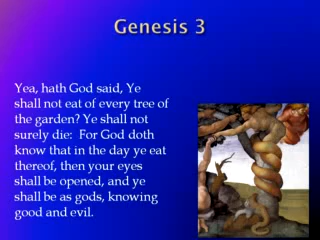 Genesis 3
Yea, hath God said, Ye
shall not eat of every tree of
the garden? Ye shall not
surely die:  For God doth
know that in the day ye eat
thereof, then your eyes
shall be opened, and ye
shall be as gods, knowing
good and evil.